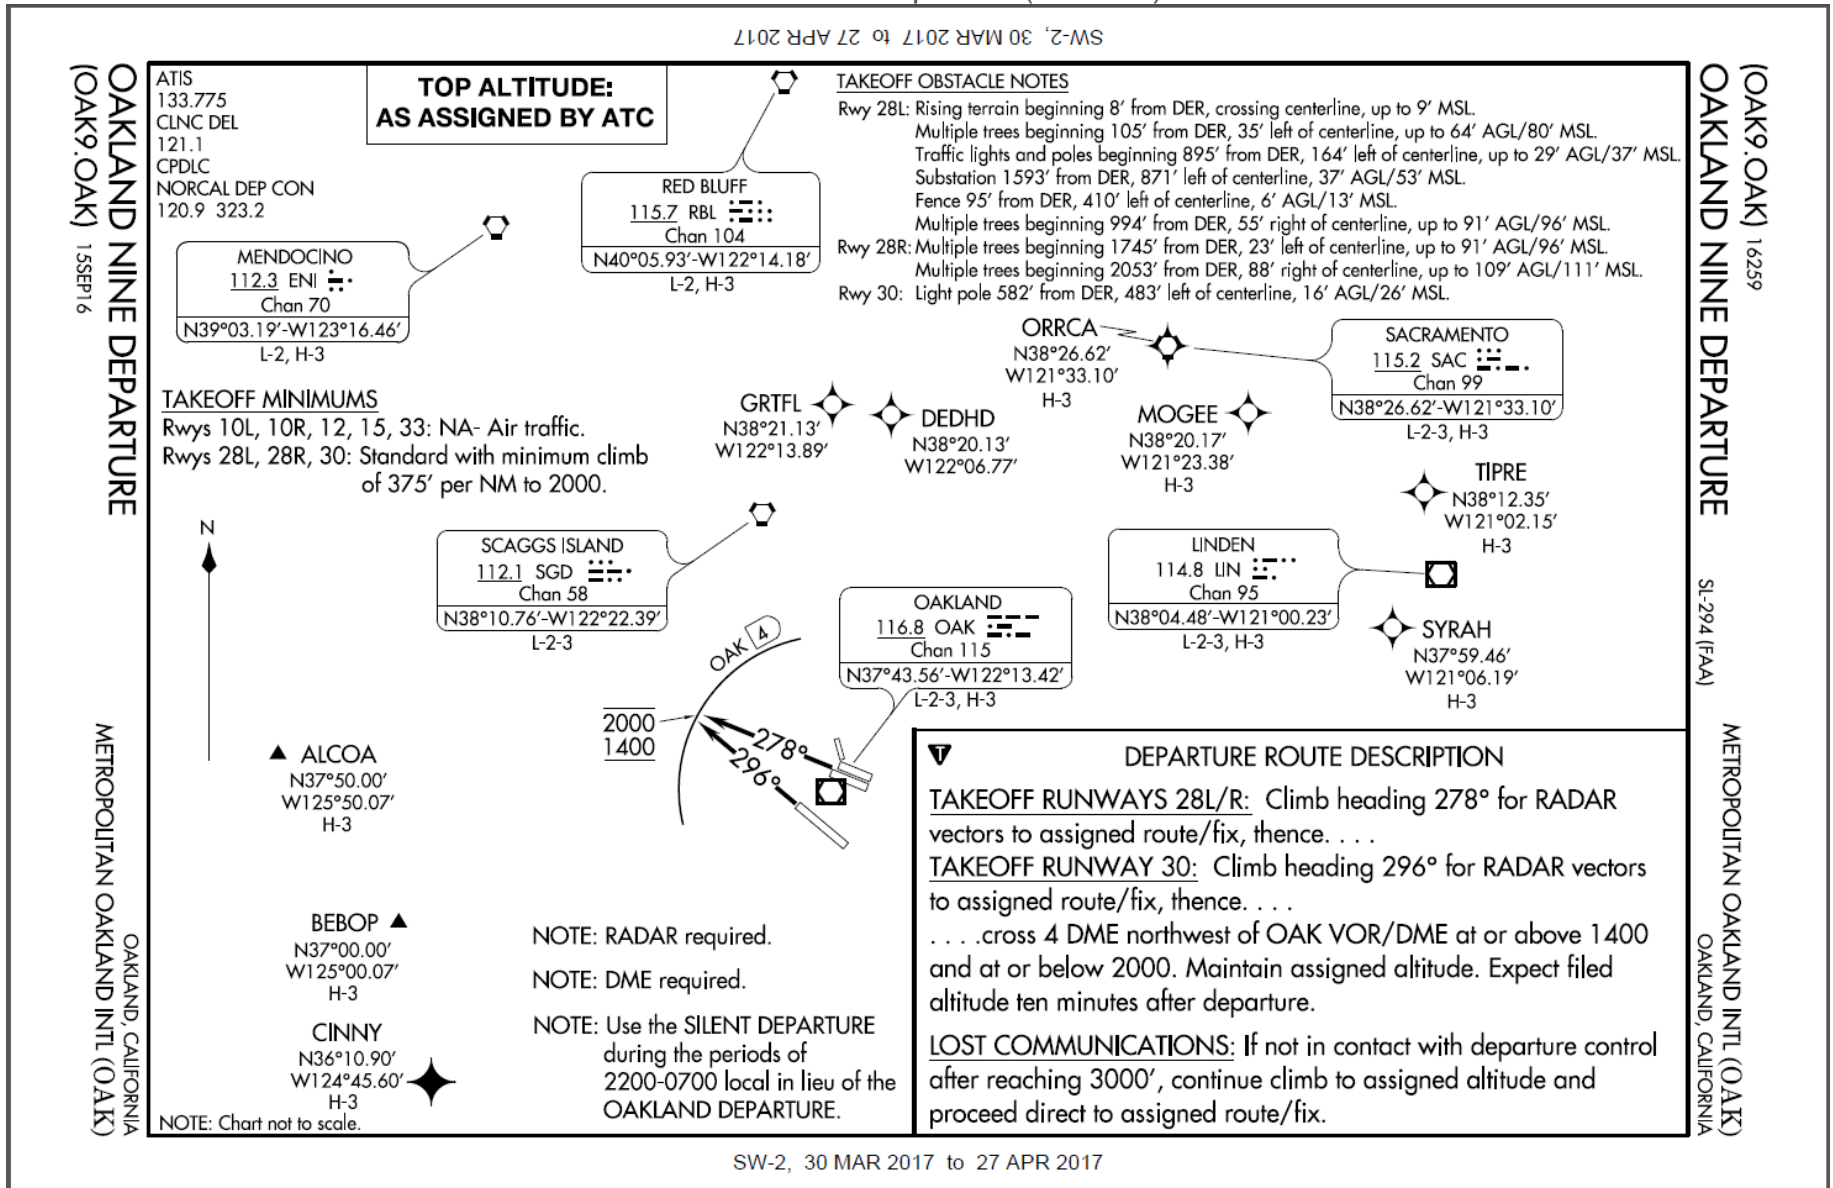 SW-2, 30 MAR 2017 to 27 APR 2017
OAKLAND NINE DEPARTURE
(OAK9.OAK) 15SEP16
METROPOLITAN OAKLAND INTL (OAK)
OAKLAND, CALIFORNIA
ATIS
133.775
CLNC DEL
121.1
CPDLC
NORCAL DEP CON
120.9 323.2
TOP ALTITUDE:
AS ASSIGNED BY ATC
TAKEOFF OBSTACLE NOTES
Rwy 28L: Rising terrain beginning 8' from DER, crossing centerline, up to 9' MSL.
Multiple trees beginning 105' from DER, 35' left of centerline, up to 64' AGL/80' MSL.
Traffic lights and poles beginning 895' from DER, 164' left of centerline, up to 29' AGL/37' MSL.
Substation 1593' from DER, 871' left of centerline, 37' AGL/53' MSL.
Fence 95' from DER, 410' left of centerline, 6' AGL/13' MSL.
Multiple trees beginning 994' from DER, 55' right of centerline, up to 91' AGL/96' MSL.
Rwy 28R: Multiple trees beginning 1745' from DER, 23' left of centerline, up to 91' AGL/96' MSL.
Multiple trees beginning 2053' from DER, 88' right of centerline, up to 109' AGL/111' MSL.
Rwy 30: Light pole 582' from DER, 483' left of centerline, 16' AGL/26' MSL.
RED BLUFF
115.7 RBL
Chan 104
N40°05.93'-W122°14.18'
L-2, H-3
MENDOCINO
112.3 ENI
Chan 70
N39°03.19'-W123°16.46'
L-2, H-3
ORRCA
N38°26.62'
W121°33.10'
H-3
SACRAMENTO
115.2 SAC
Chan 99
N38°26.62'-W121°33.10'
L-2-3, H-3
TAKEOFF MINIMUMS
Rwys 10L, 10R, 12, 15, 33: NA- Air traffic.
Rwys 28L, 28R, 30: Standard with minimum climb
of 375' per NM to 2000.
GRTFL
N38°21.13'
W122°13.89'
DEDHD
N38°20.13'
W122°06.77'
MOGEE
N38°20.17'
W121°23.38'
H-3
TIPRE
N38°12.35'
W121°02.15'
H-3
N
SCAGGS ISLAND
112.1 SGD
Chan 58
N38°10.76'-W122°22.39'
L-2-3
LINDEN
114.8 LIN
Chan 95
N38°04.48'-W121°00.23'
L-2-3, H-3
OAKLAND
116.8 OAK
Chan 115
N37°43.56'-W122°13.42'
L-2-3, H-3
SYRAH
N37°59.46'
W121°06.19'
H-3
OAK 4
2000
1400
278°
296°
ALCOA
N37°50.00'
W125°50.07'
H-3
BEBOP
N37°00.00'
W125°00.07'
H-3
CINNY
N36°10.90'
W124°45.60'
H-3
NOTE: Chart not to scale.
NOTE: RADAR required.
NOTE: DME required.
NOTE: Use the SILENT DEPARTURE
during the periods of
2200-0700 local in lieu of the
OAKLAND DEPARTURE.
T
DEPARTURE ROUTE DESCRIPTION
TAKEOFF RUNWAYS 28L/R: Climb heading 278° for RADAR
vectors to assigned route/fix, thence. . . .
TAKEOFF RUNWAY 30: Climb heading 296° for RADAR vectors
to assigned route/fix, thence. . . .
. . . .cross 4 DME northwest of OAK VOR/DME at or above 1400
and at or below 2000. Maintain assigned altitude. Expect filed
altitude ten minutes after departure.
LOST COMMUNICATIONS: If not in contact with departure control
after reaching 3000', continue climb to assigned altitude and
proceed direct to assigned route/fix.
(OAK9.OAK) 16259
OAKLAND NINE DEPARTURE
SL-294 (FAA)
METROPOLITAN OAKLAND INTL (OAK)
OAKLAND, CALIFORNIA
SW-2, 30 MAR 2017 to 27 APR 2017